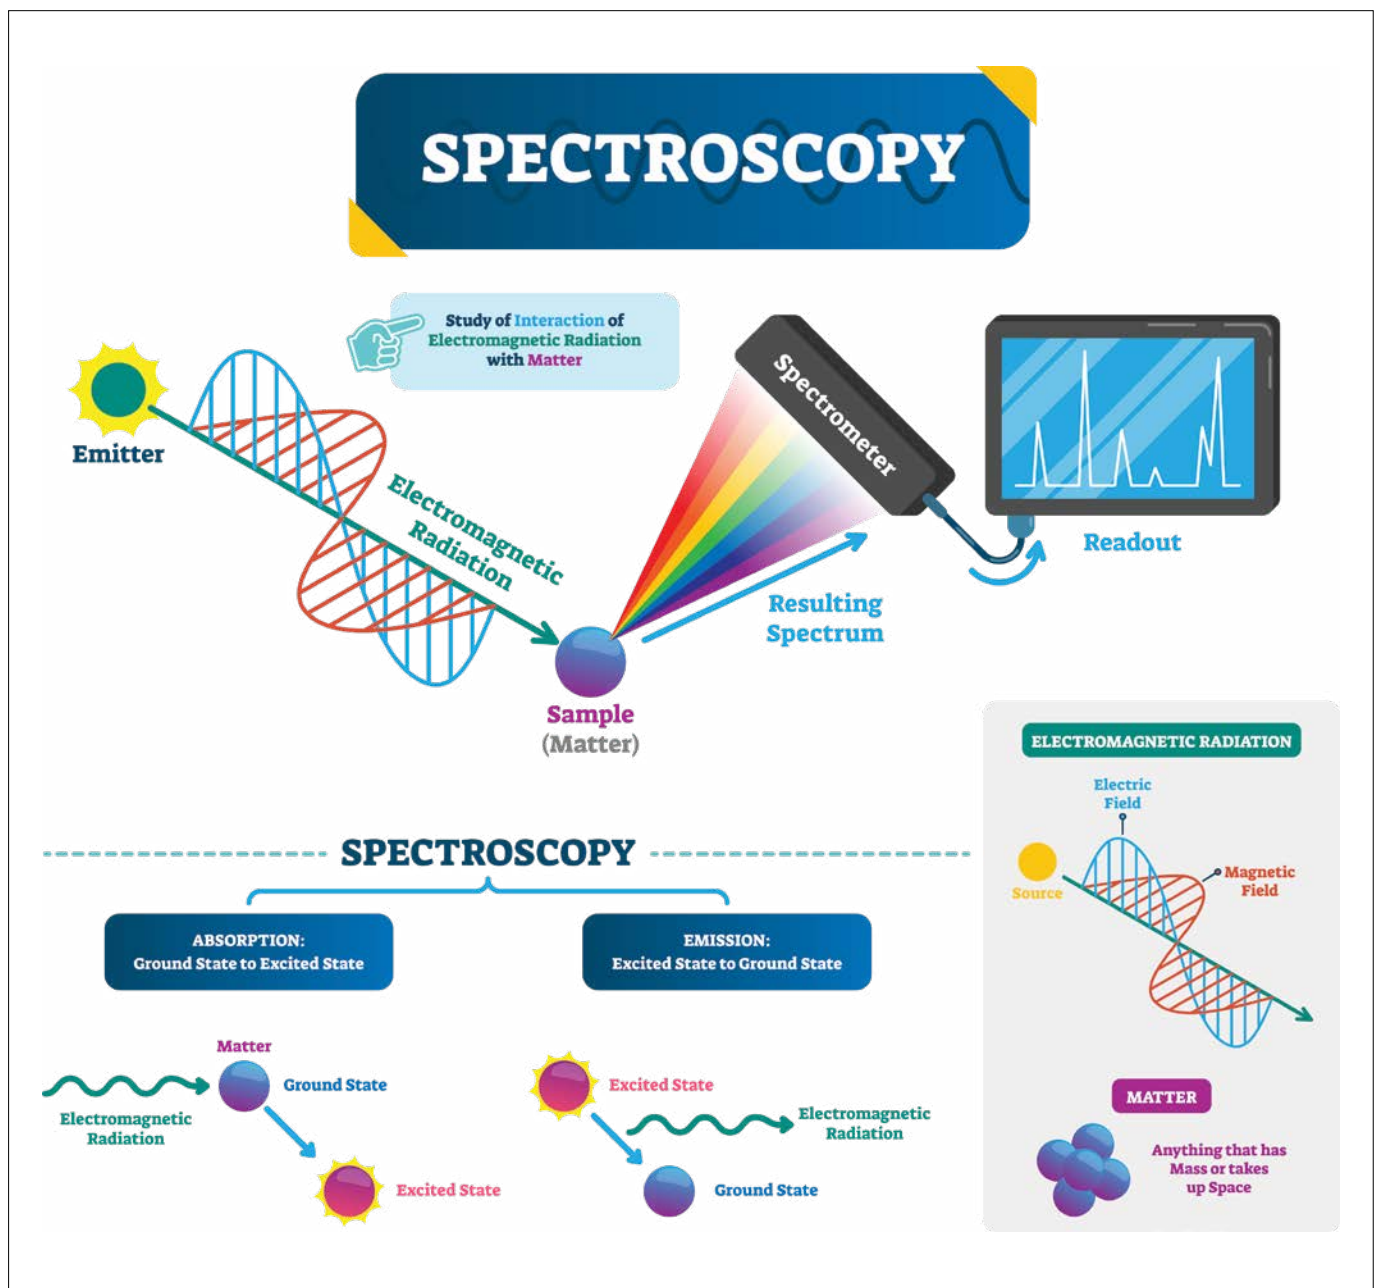 SPECTROSCOPY
Study of Interaction of
Electromagnetic Radiation
with Matter
Emitter
Electromagnetic
Radiation
Sample
(Matter)
Spectrometer
Resulting
Spectrum
Readout
SPECTROSCOPY
ABSORPTION:
Ground State to Excited State
Matter
Ground State
Electromagnetic
Radiation
Excited State
EMISSION:
Excited State to Ground State
Excited State
Electromagnetic
Radiation
Ground State
ELECTROMAGNETIC RADIATION
Electric
Field
Source
Magnetic
Field
MATTER
Anything that has
Mass or takes
up Space